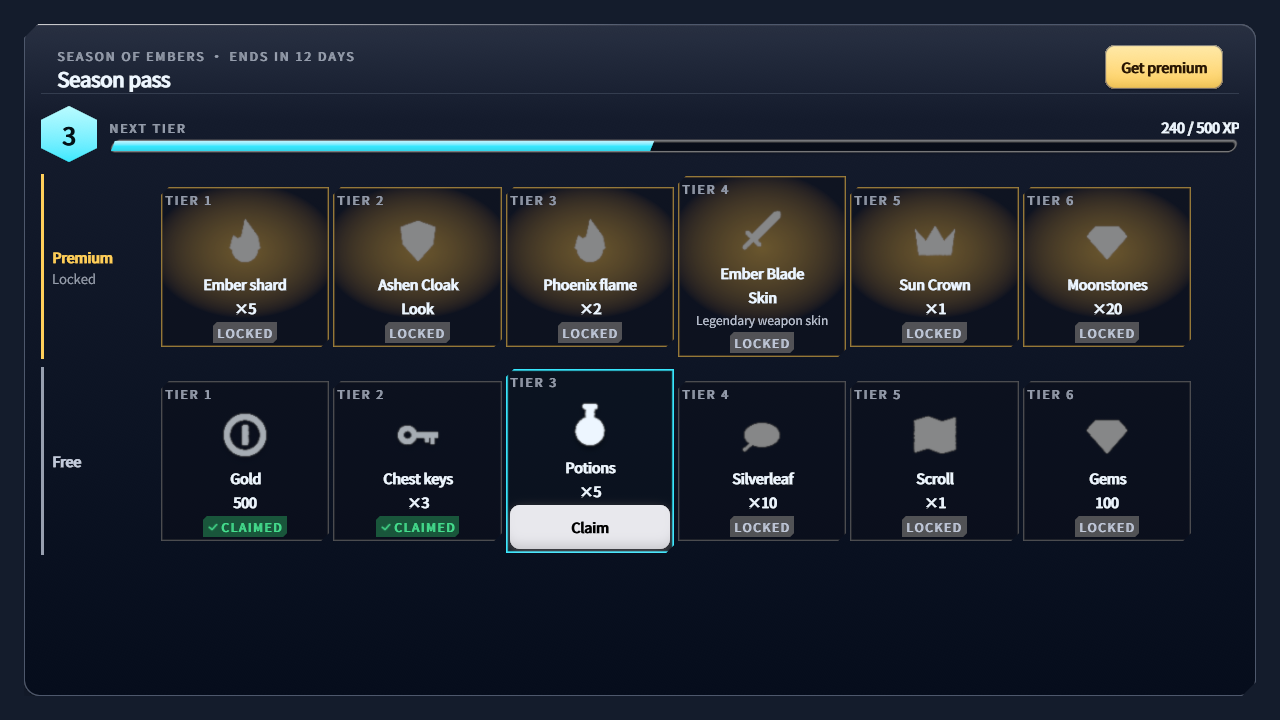 SEASON OF EMBERS • ENDS IN 12 DAYS
Season pass
Get premium
3
NEXT TIER
240 / 500 XP
Premium
Locked
TIER 1
Ember shard
×5
LOCKED
TIER 2
Ashen Cloak
Look
LOCKED
TIER 3
Phoenix flame
×2
LOCKED
TIER 4
Ember Blade
Skin
Legendary weapon skin
LOCKED
TIER 5
Sun Crown
×1
LOCKED
TIER 6
Moonstones
×20
LOCKED
Free
TIER 1
Gold
500
✓ CLAIMED
TIER 2
Chest keys
×3
✓ CLAIMED
TIER 3
Potions
×5
Claim
TIER 4
Silverleaf
×10
LOCKED
TIER 5
Scroll
×1
LOCKED
TIER 6
Gems
100
LOCKED